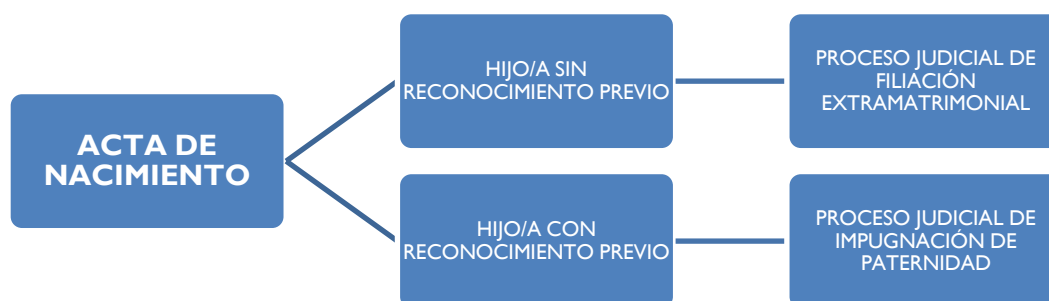 ACTA DE
NACIMIENTO
HIJO/A SIN
RECONOCIMIENTO PREVIO
PROCESO JUDICIAL DE
FILIACIÓN
EXTRAMATRIMONIAL
HIJO/A CON
RECONOCIMIENTO PREVIO
PROCESO JUDICIAL DE
IMPUGNACIÓN DE
PATERNIDAD